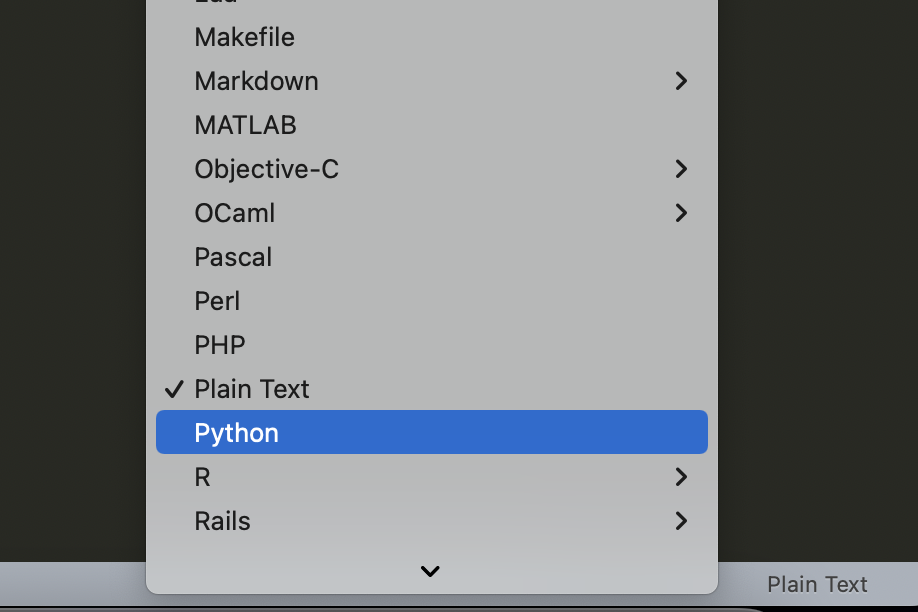 Makefile
Markdown
MATLAB
Objective-C
OCaml
Pascal
Perl
PHP
Plain Text
Python
R
Rails
Plain Text